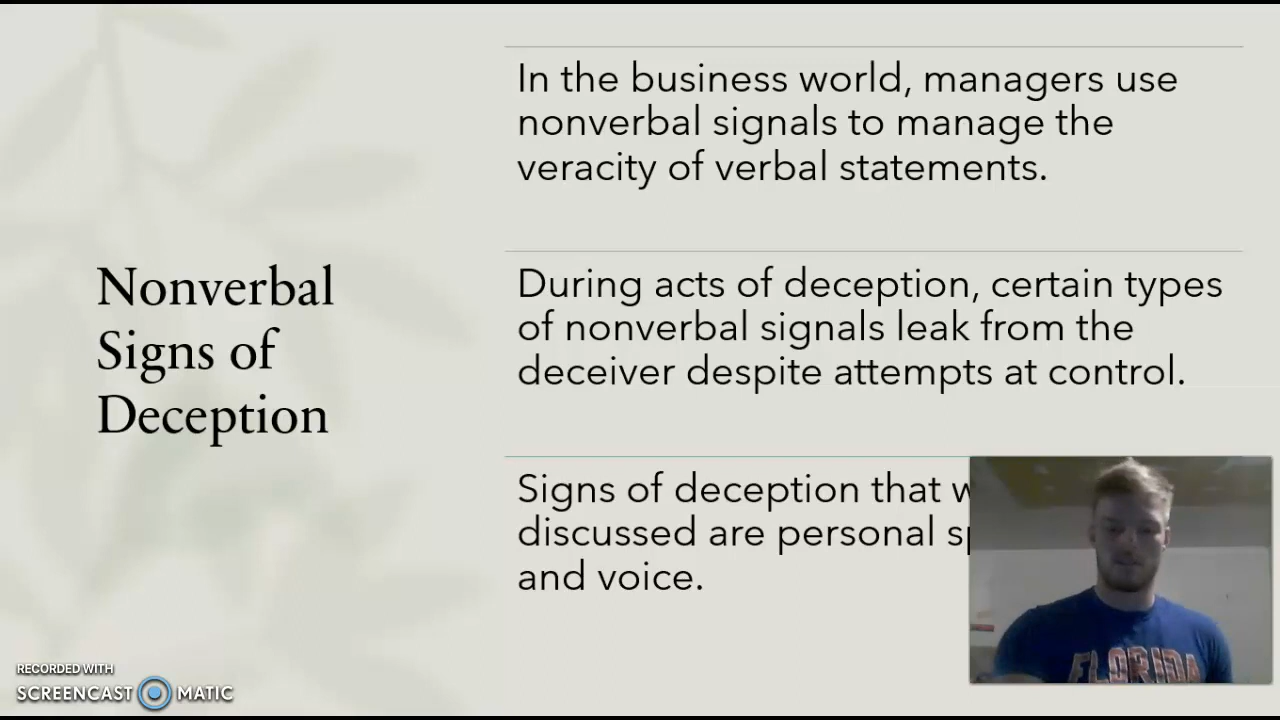 In the business world, managers use
nonverbal signals to manage the
veracity of verbal statements.
Nonverbal
Signs of
Deception
During acts of deception, certain types
of nonverbal signals leak from the
deceiver despite attempts at control.
Signs of deception that
discussed are personal
and voice.
FLORIDA
RECORDED WITH
SCREENCAST MATIC